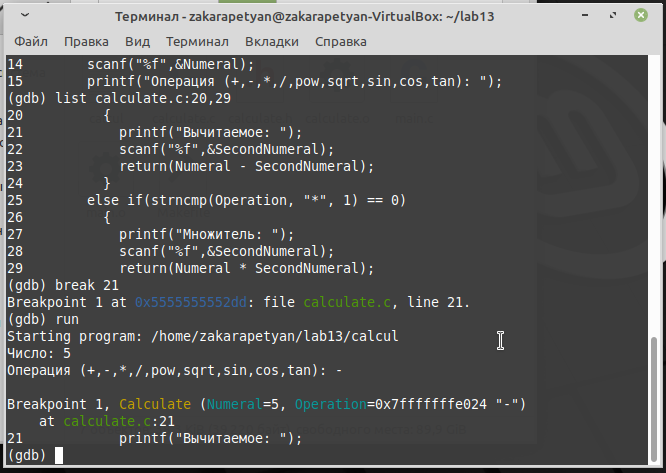 Терминал - zakarapetyan@zakarapetyan-VirtualBox: ~/lab13
Файл Правка Вид Терминал Вкладки Справка
14        scanf("%f",&Numeral);
15        printf("Операция (+,-,*,/,pow,sqrt,sin,cos,tan): ");
(gdb) list calculate.c:20,29
20          {
21            printf("Вычитаемое: ");
22            scanf("%f",&SecondNumeral);
23            return(Numeral - SecondNumeral);
24          }
25        else if(strncmp(Operation, "*", 1) == 0)
26          {
27            printf("Множитель: ");
28            scanf("%f",&SecondNumeral);
29            return(Numeral * SecondNumeral);
(gdb) break 21
Breakpoint 1 at 0x5555555552dd: file calculate.c, line 21.
(gdb) run
Starting program: /home/zakarapetyan/lab13/calcul
Число: 5
Операция (+,-,*,/,pow,sqrt,sin,cos,tan): -
Breakpoint 1, Calculate (Numeral=5, Operation=0x7fffffffe024 "-")
    at calculate.c:21
21            printf("Вычитаемое: ");
(gdb)